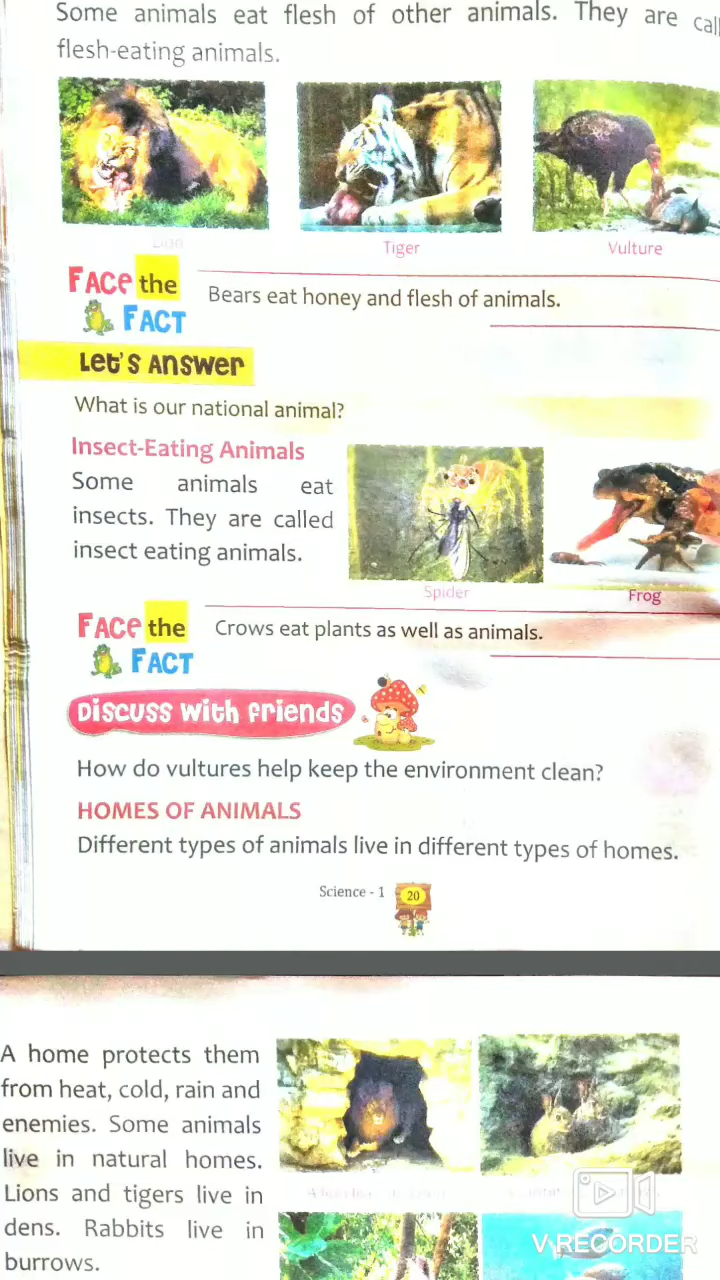 Some animals eat flesh of other animals. They are
flesh-eating animals.
Lion
Tiger
Vulture
FACE the
FACT
Bears eat honey and flesh of animals.
Let's Answer
What is our national animal?
Insect-Eating Animals
Some animals eat
insects. They are called
insect eating animals.
Spider
Frog
FACE the
FACT
Crows eat plants as well as animals.
Discuss with friends
How do vultures help keep the environment clean?
HOMES OF ANIMALS
Different types of animals live in different types of homes.
Science - 1
20
A home protects them
from heat, cold, rain and
enemies. Some animals
live in natural homes.
Lions and tigers live in
dens. Rabbits live in
burrows.
V RECORDER